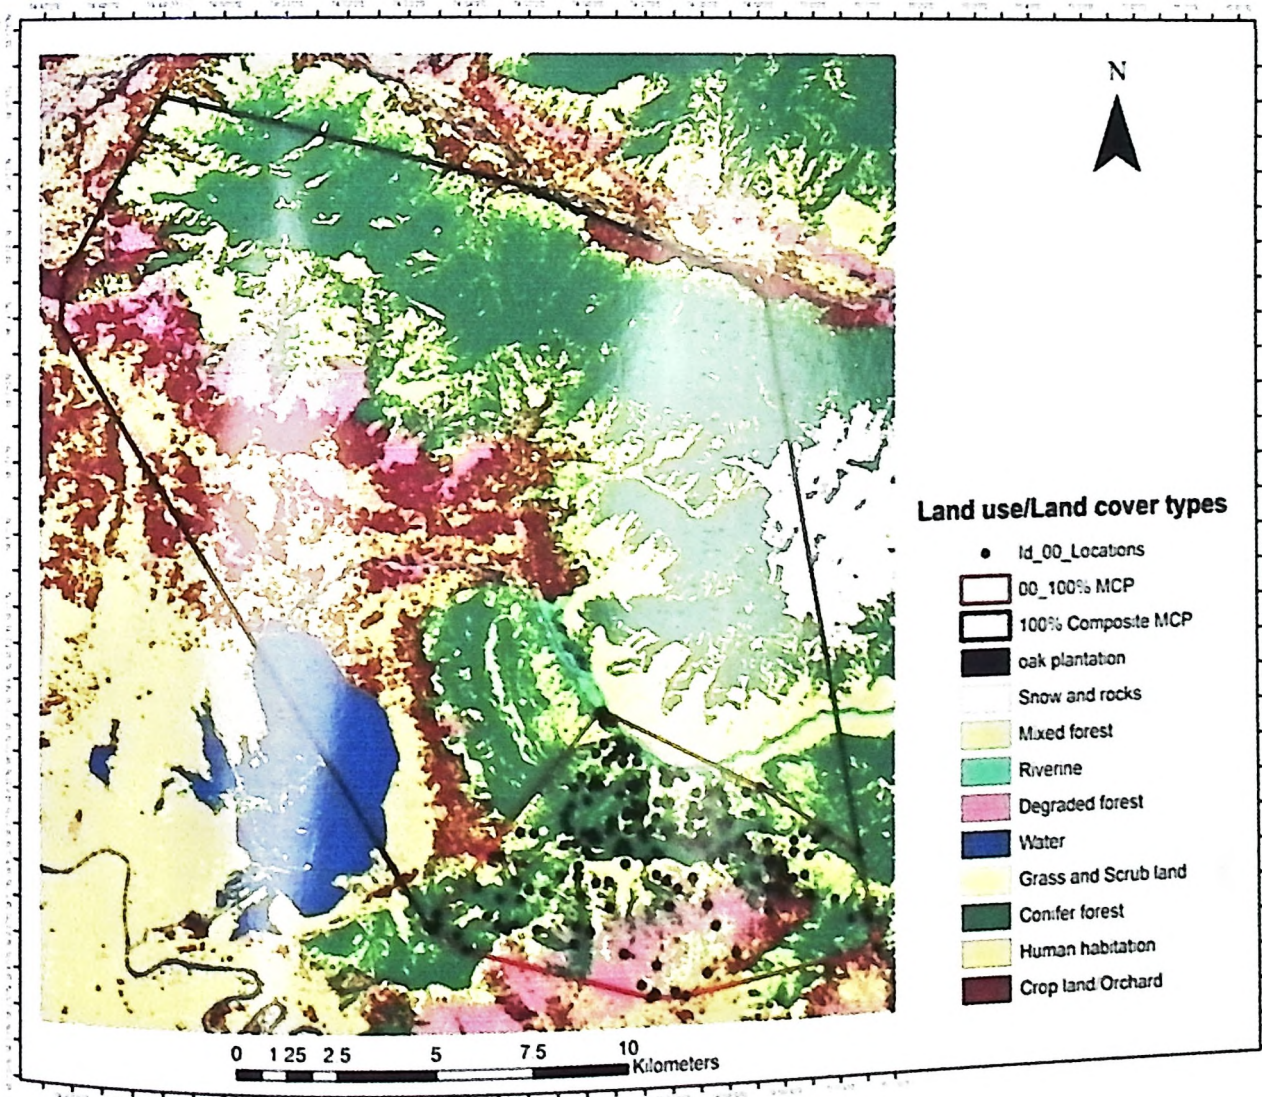 N
Land use/Land cover types
Id_00_Locations
00_100% MCP
100% Composite MCP
oak plantation
Snow and rocks
Mixed forest
Riverine
Degraded forest
Water
Grass and Scrub land
Conifer forest
Human habitation
Crop land/Orchard
0 1 25 2 5 5 7 5 10
Kilometers